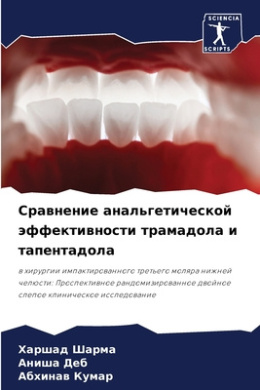 SCIENCIA
SCRIPTS
Сравнение анальгетической
эффективности трамадола и
тапентадола
в хирургии импактированного третьего моляра нижней
челюсти: Проспективное рандомизированное двойное
слепое клиническое исследование
Харшад Шарма
Аниша Деб
Абхинав Кумар